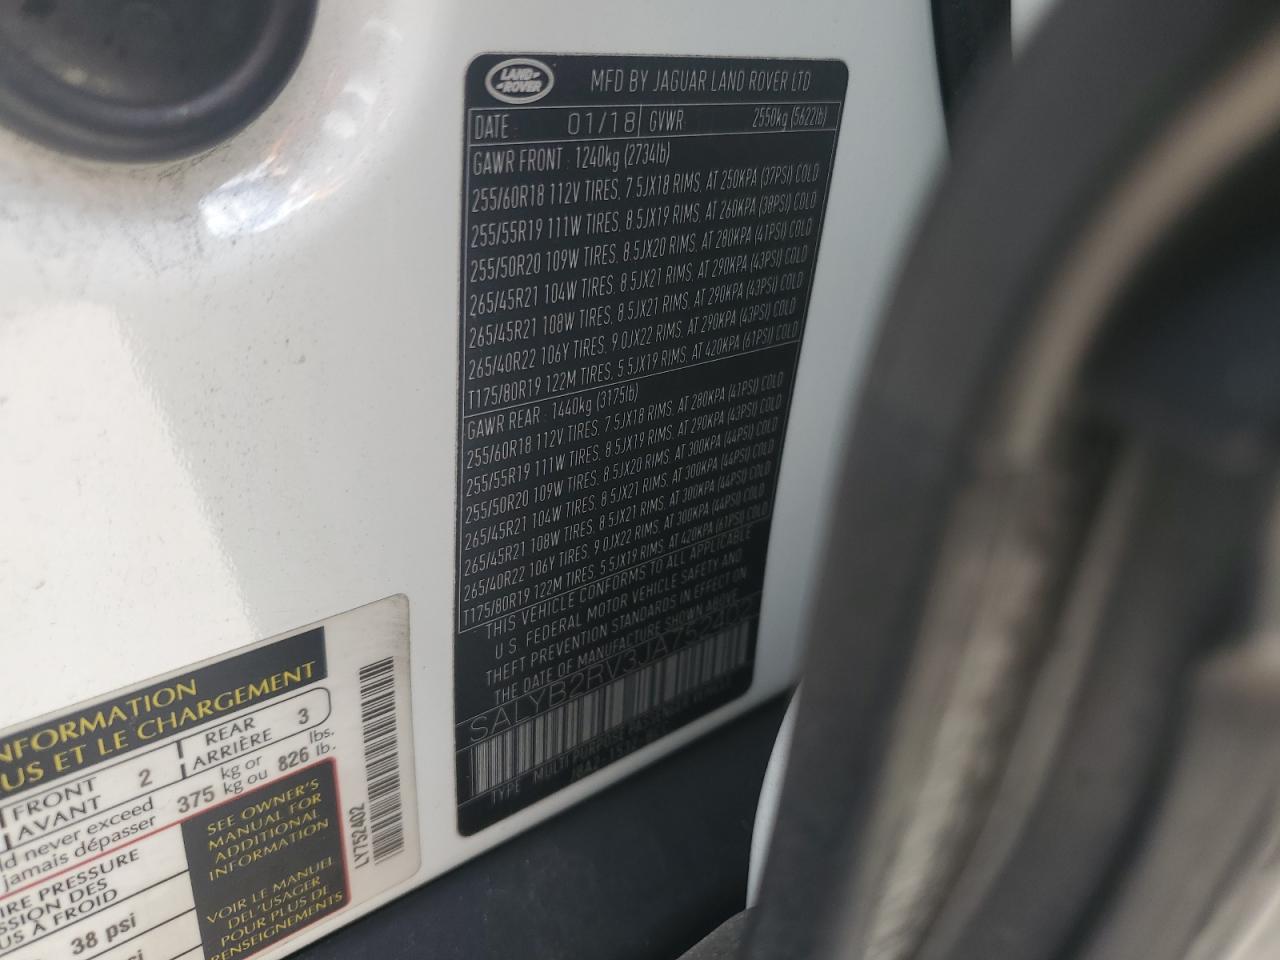 LAND ROVER
MFD BY JAGUAR LAND ROVER LTD
DATE : 01/18 GVWR: 2550kg (5622lb)
GAWR FRONT : 1240kg (2734lb)
255/60R18 112V TIRES, 7.5JX18 RIMS, AT 250KPA (37PSI) COLD
255/55R19 111W TIRES, 8.5JX19 RIMS, AT 260KPA (38PSI) COLD
255/50R20 109W TIRES, 8.5JX20 RIMS, AT 280KPA (41PSI) COLD
265/45R21 104W TIRES, 8.5JX21 RIMS, AT 290KPA (43PSI) COLD
265/45R21 108W TIRES, 8.5JX21 RIMS, AT 290KPA (43PSI) COLD
265/40R22 106Y TIRES, 9.0JX22 RIMS, AT 290KPA (43PSI) COLD
T175/80R19 122M TIRES, 5.5JX19 RIMS, AT 420KPA (61PSI) COLD
GAWR REAR : 1440kg (3175lb)
255/60R18 112V TIRES, 7.5JX18 RIMS, AT 280KPA (41PSI) COLD
255/55R19 111W TIRES, 8.5JX19 RIMS, AT 290KPA (43PSI) COLD
255/50R20 109W TIRES, 8.5JX20 RIMS, AT 300KPA (44PSI) COLD
265/45R21 104W TIRES, 8.5JX21 RIMS, AT 300KPA (44PSI) COLD
265/45R21 108W TIRES, 8.5JX21 RIMS, AT 300KPA (44PSI) COLD
265/40R22 106Y TIRES, 9.0JX22 RIMS, AT 300KPA (44PSI) COLD
T175/80R19 122M TIRES, 5.5JX19 RIMS, AT 420KPA (61PSI) COLD
THIS VEHICLE CONFORMS TO ALL APPLICABLE
U.S. FEDERAL MOTOR VEHICLE SAFETY AND
THEFT PREVENTION STANDARDS IN EFFECT ON
THE DATE OF MANUFACTURE SHOWN ABOVE.
SALYB2RV3JA752402
TYPE MULTI PURPOSE PASSENGER
NFORMATION
US ET LE CHARGEMENT
FRONT AVANT 2 REAR ARRIÈRE 3
d never exceed
jamais dépasser 375 kg or kg ou 826 lbs. lb.
IRE PRESSURE
SSION DES
US À FROID
38 psi
psi
SEE OWNER'S
MANUAL FOR
ADDITIONAL
INFORMATION
VOIR LE MANUEL
DE L'USAGER
POUR PLUS DE
RENSEIGNEMENTS
LY752402